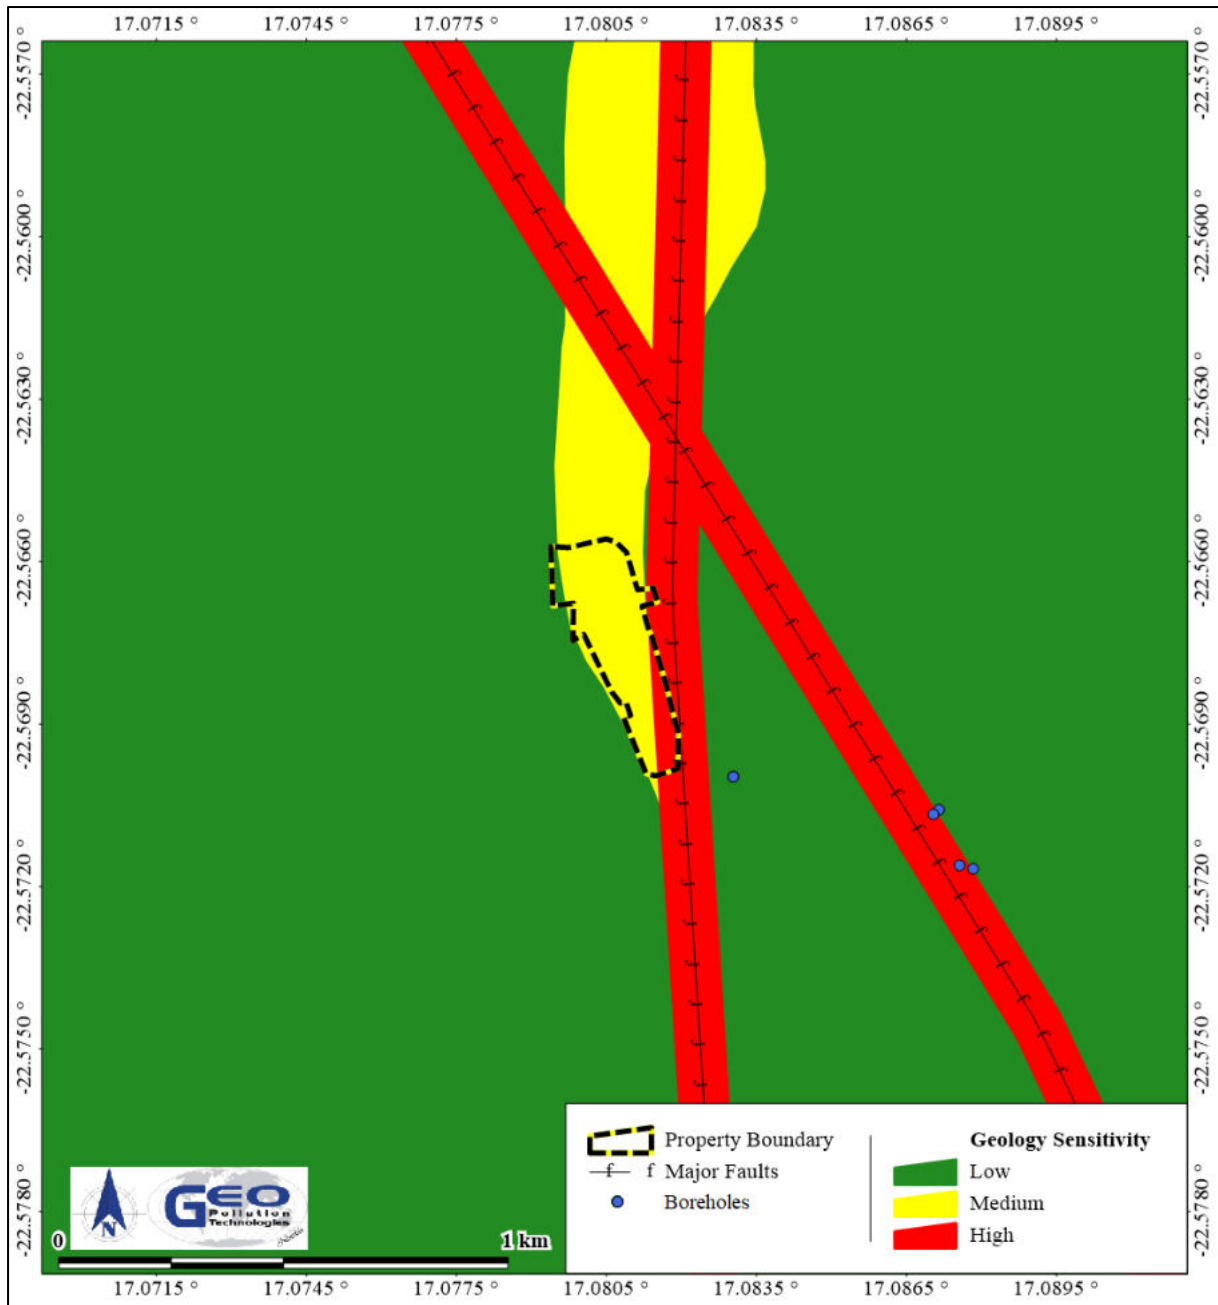 17.0715 ° 17.0745 ° 17.0775 ° 17.0805 ° 17.0835 ° 17.0865 ° 17.0895 °
-22.5570 ° -22.5570 °
-22.5600 ° -22.5600 °
-22.5630 ° -22.5630 °
-22.5660 ° -22.5660 °
-22.5690 ° -22.5690 °
-22.5720 ° -22.5720 °
-22.5750 ° -22.5750 °
-22.5780 ° -22.5780 °
Property Boundary
f f Major Faults
Boreholes
Geology Sensitivity
Low
Medium
High
N
GEO
Pollution
Technologies
0 1 km
17.0715 ° 17.0745 ° 17.0775 ° 17.0805 ° 17.0835 ° 17.0865 ° 17.0895 °